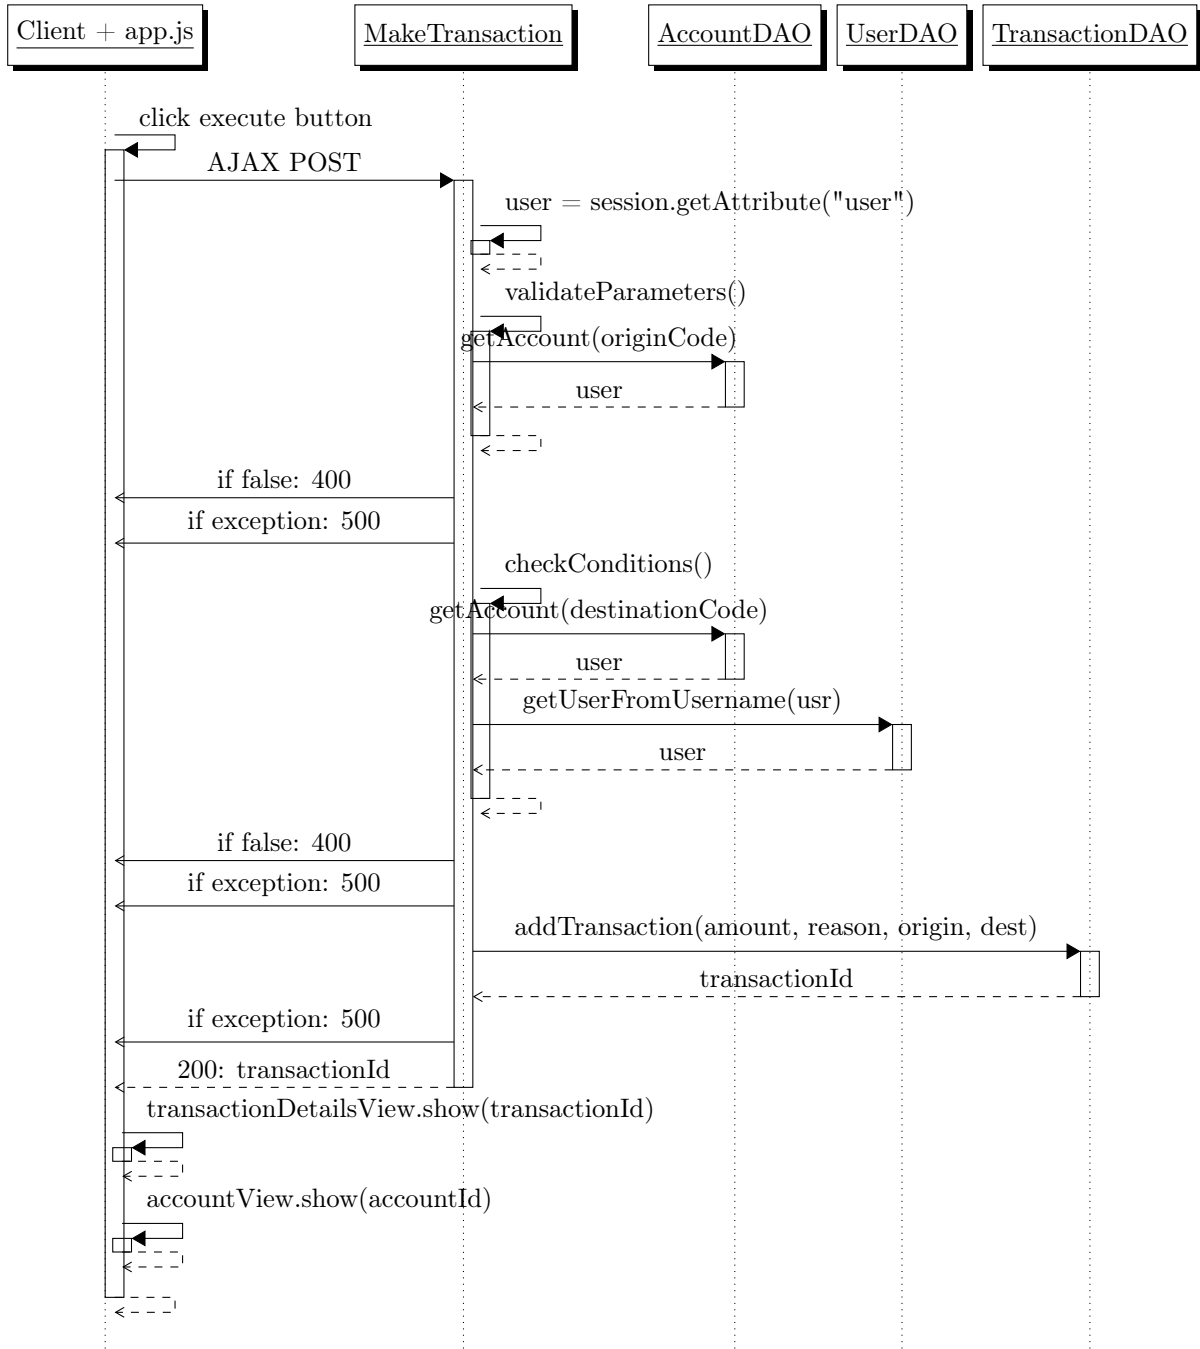 Client + app.js
MakeTransaction
AccountDAO
UserDAO
TransactionDAO
click execute button
AJAX POST
user = session.getAttribute("user")
validateParameters()
getAccount(originCode)
user
if false: 400
if exception: 500
checkConditions()
getAccount(destinationCode)
user
getUserFromUsername(usr)
user
if false: 400
if exception: 500
addTransaction(amount, reason, origin, dest)
transactionId
if exception: 500
200: transactionId
transactionDetailsView.show(transactionId)
accountView.show(accountId)